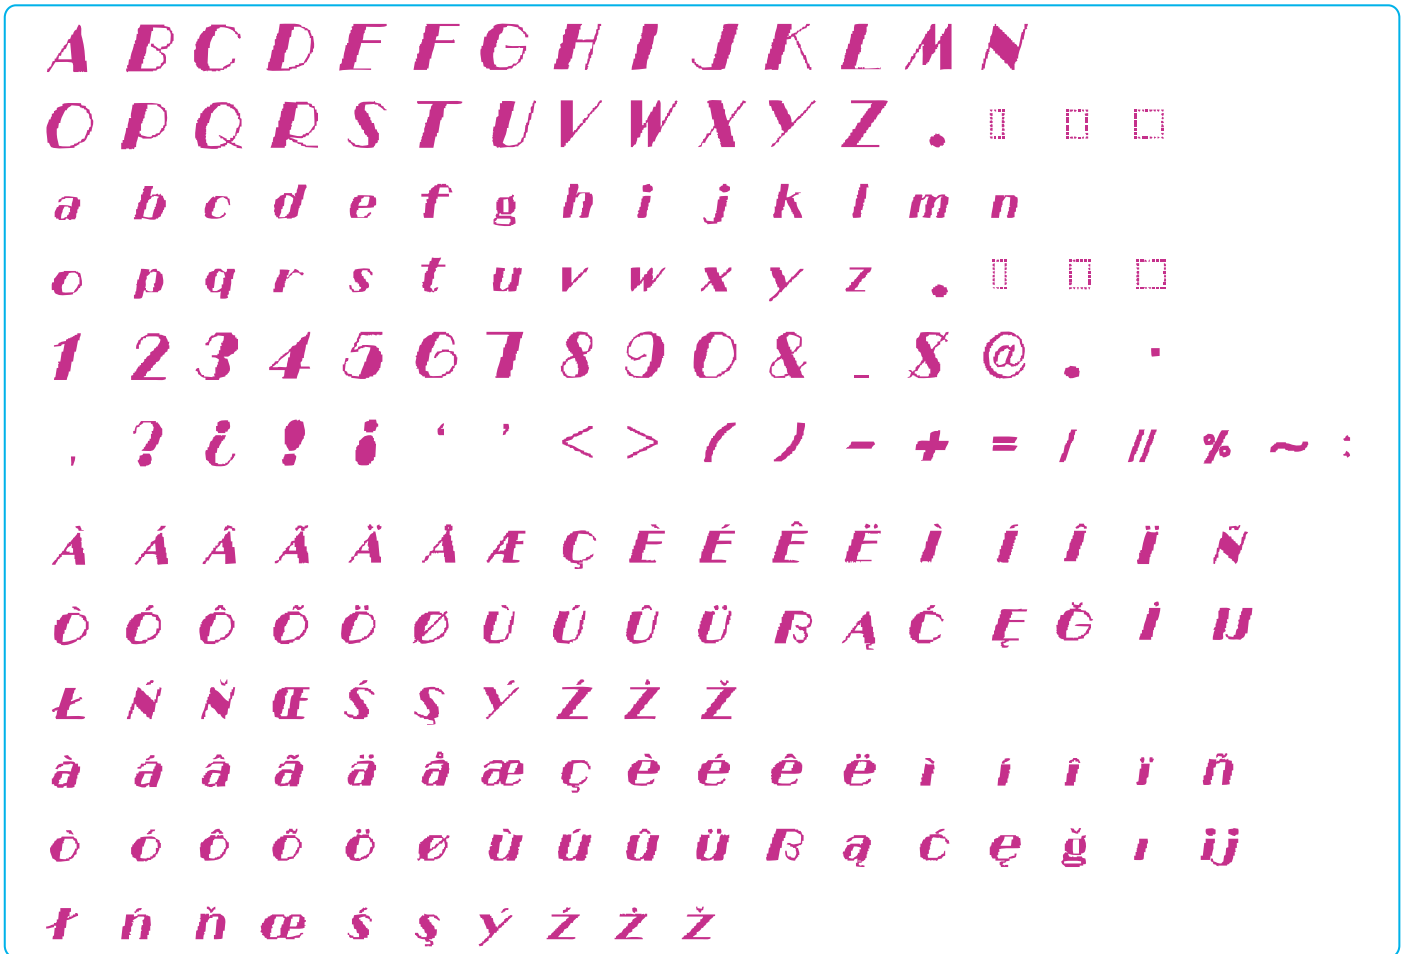 A B C D E F G H I J K L M N
O P Q R S T U V W X Y Z .
a b c d e f g h i j k l m n
o p q r s t u v w x y z .
1 2 3 4 5 6 7 8 9 0 & _ $ @ . ·
, ? ¿ ! ¡ ‘ ’ < > ( ) - + = / // % ~ :
À Á Â Ã Ä Å Æ Ç È É Ê Ë Ì Í Î Ï Ñ
Ò Ó Ô Õ Ö Ø Ù Ú Û Ü ß Ą Ć Ę Ğ İ IJ
Ł Ń Ň Œ Ś Ş Ý Ź Ż Ž
à á â ã ä å æ ç è é ê ë ì í î ï ñ
ò ó ô õ ö ø ù ú û ü ß ą ć ę ğ ı ij
ł ń ň œ ś ş ý ź ż ž